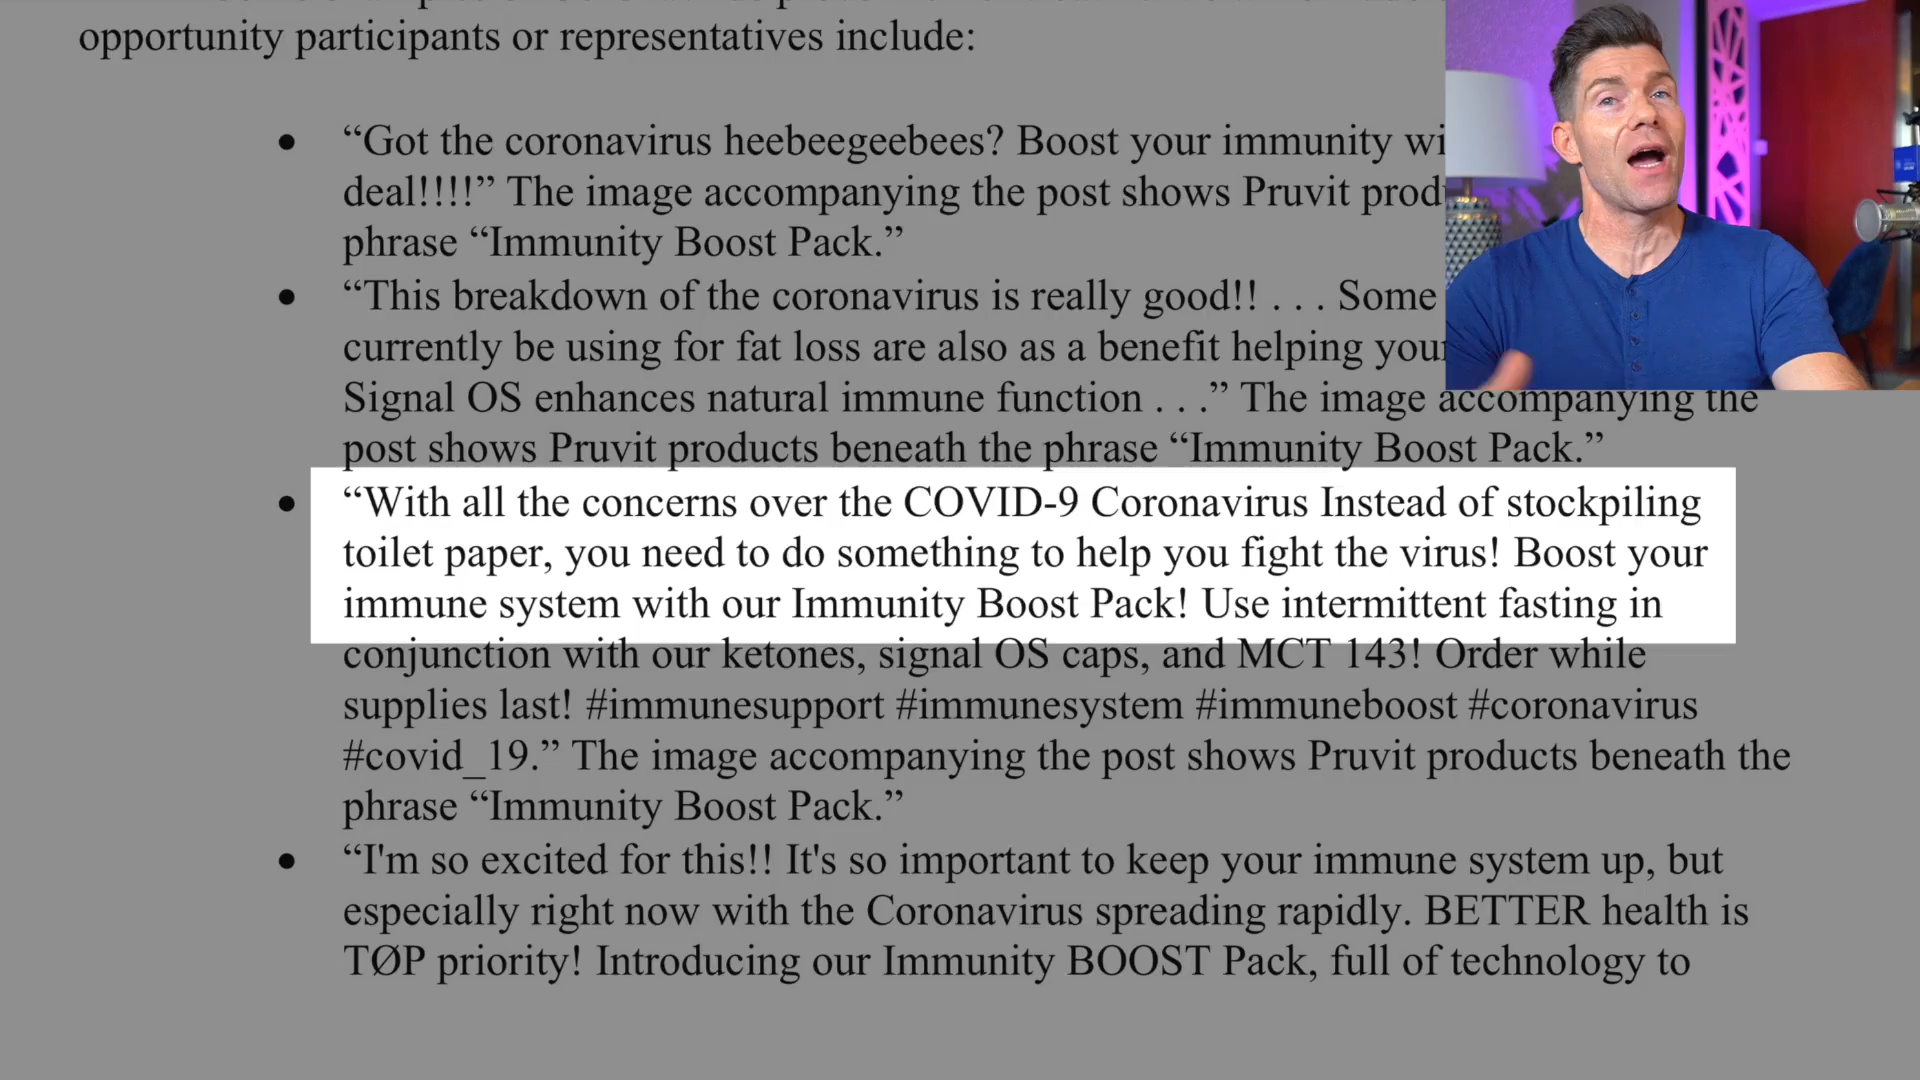 opportunity participants or representatives include:
• “Got the coronavirus heebeegeebees? Boost your immunity
deal!!!!” The image accompanying the post shows Pruvit
phrase “Immunity Boost Pack.”
• “This breakdown of the coronavirus is really good!! . . . Some
currently be using for fat loss are also as a benefit helping
Signal OS enhances natural immune function . . .” The image accompanying the
post shows Pruvit products beneath the phrase “Immunity Boost Pack.”
• “With all the concerns over the COVID-9 Coronavirus Instead of stockpiling
toilet paper, you need to do something to help you fight the virus! Boost your
immune system with our Immunity Boost Pack! Use intermittent fasting in
conjunction with our ketones, signal OS caps, and MCT 143! Order while
supplies last! #immunesupport #immunesystem #immuneboost #coronavirus
#covid_19.” The image accompanying the post shows Pruvit products beneath the
phrase “Immunity Boost Pack.”
• “I'm so excited for this!! It's so important to keep your immune system up, but
especially right now with the Coronavirus spreading rapidly. BETTER health is
TØP priority! Introducing our Immunity BOOST Pack, full of technology to